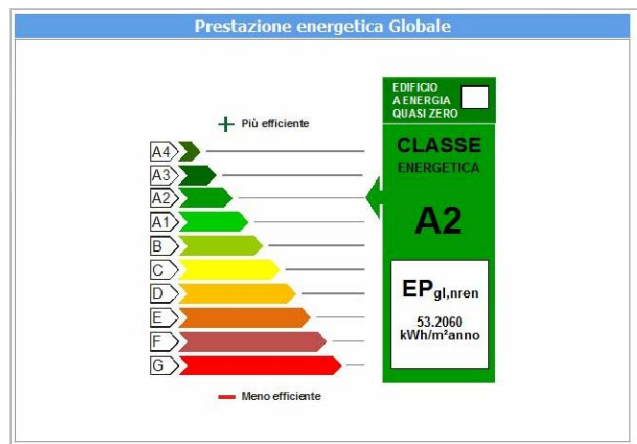 Prestazione energetica Globale
EDIFICIO
A ENERGIA
QUASI ZERO
+ Più efficiente
CLASSE
ENERGETICA
A4
A3
A2
A1
B
C
D
E
F
G
A2
EPgl,nren
53.2060
kWh/m²anno
Meno efficiente